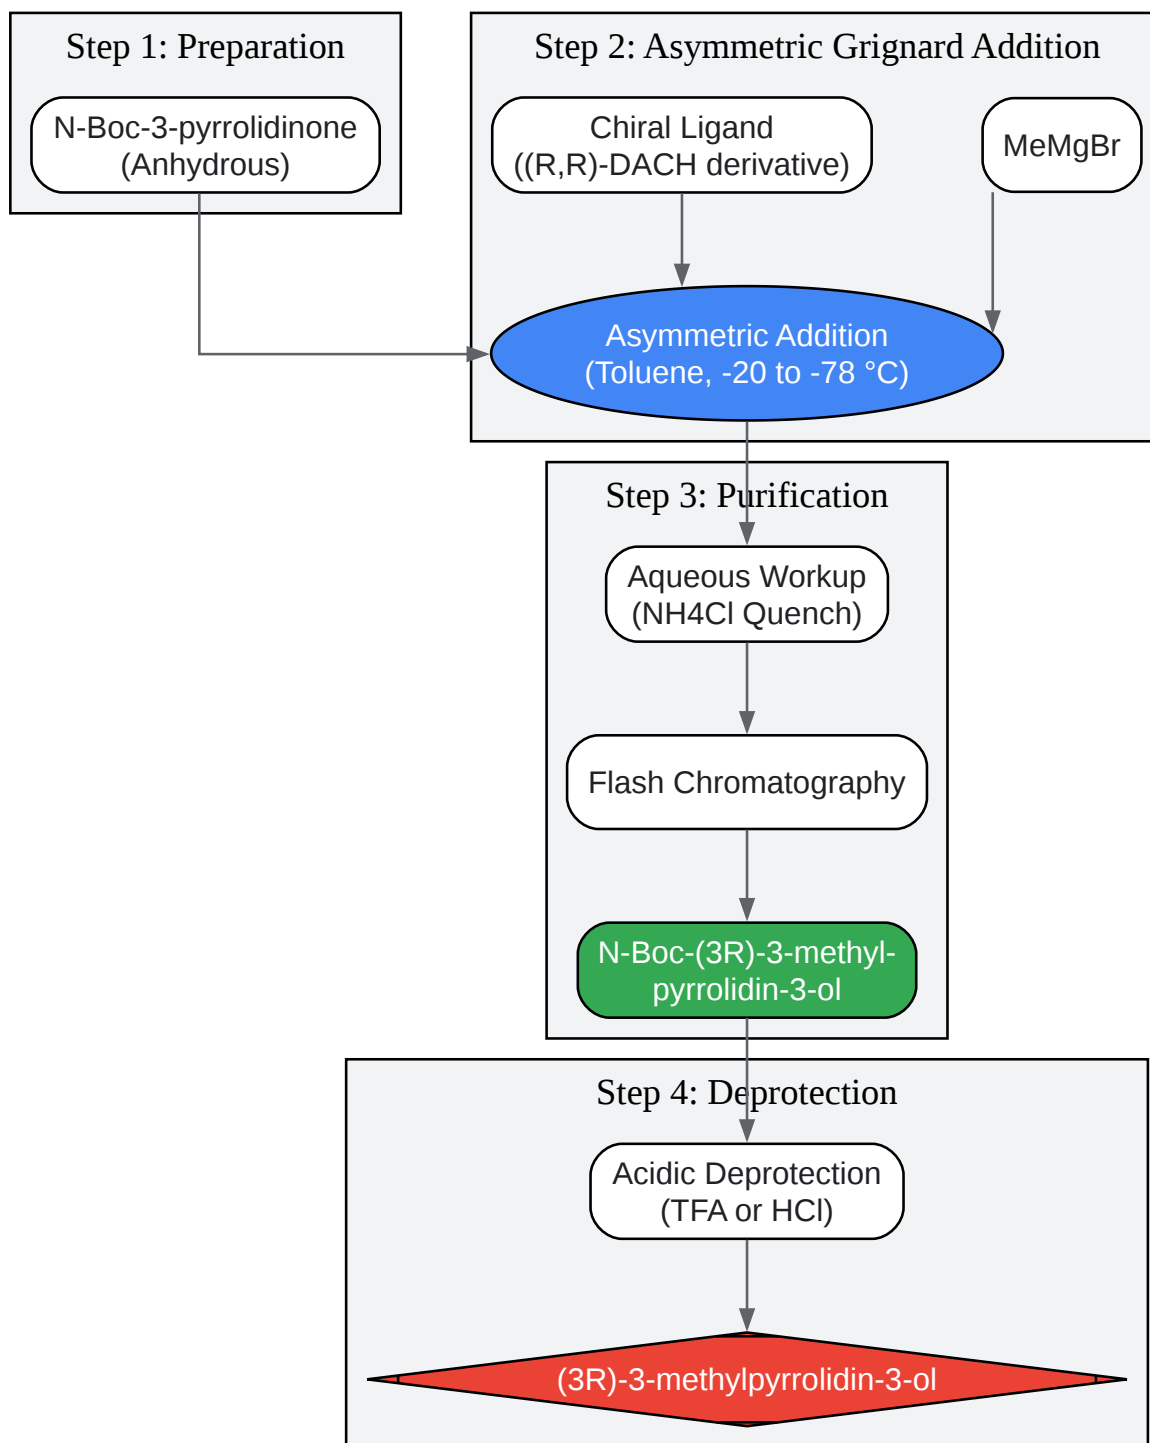 Step 1: Preparation
N-Boc-3-pyrrolidinone
(Anhydrous)
Step 2: Asymmetric Grignard Addition
Chiral Ligand
((R,R)-DACH derivative)
MeMgBr
Asymmetric Addition
(Toluene, -20 to -78 °C)
Step 3: Purification
Aqueous Workup
(NH4Cl Quench)
Flash Chromatography
N-Boc-(3R)-3-methyl-
pyrrolidin-3-ol
Step 4: Deprotection
Acidic Deprotection
(TFA or HCl)
(3R)-3-methylpyrrolidin-3-ol